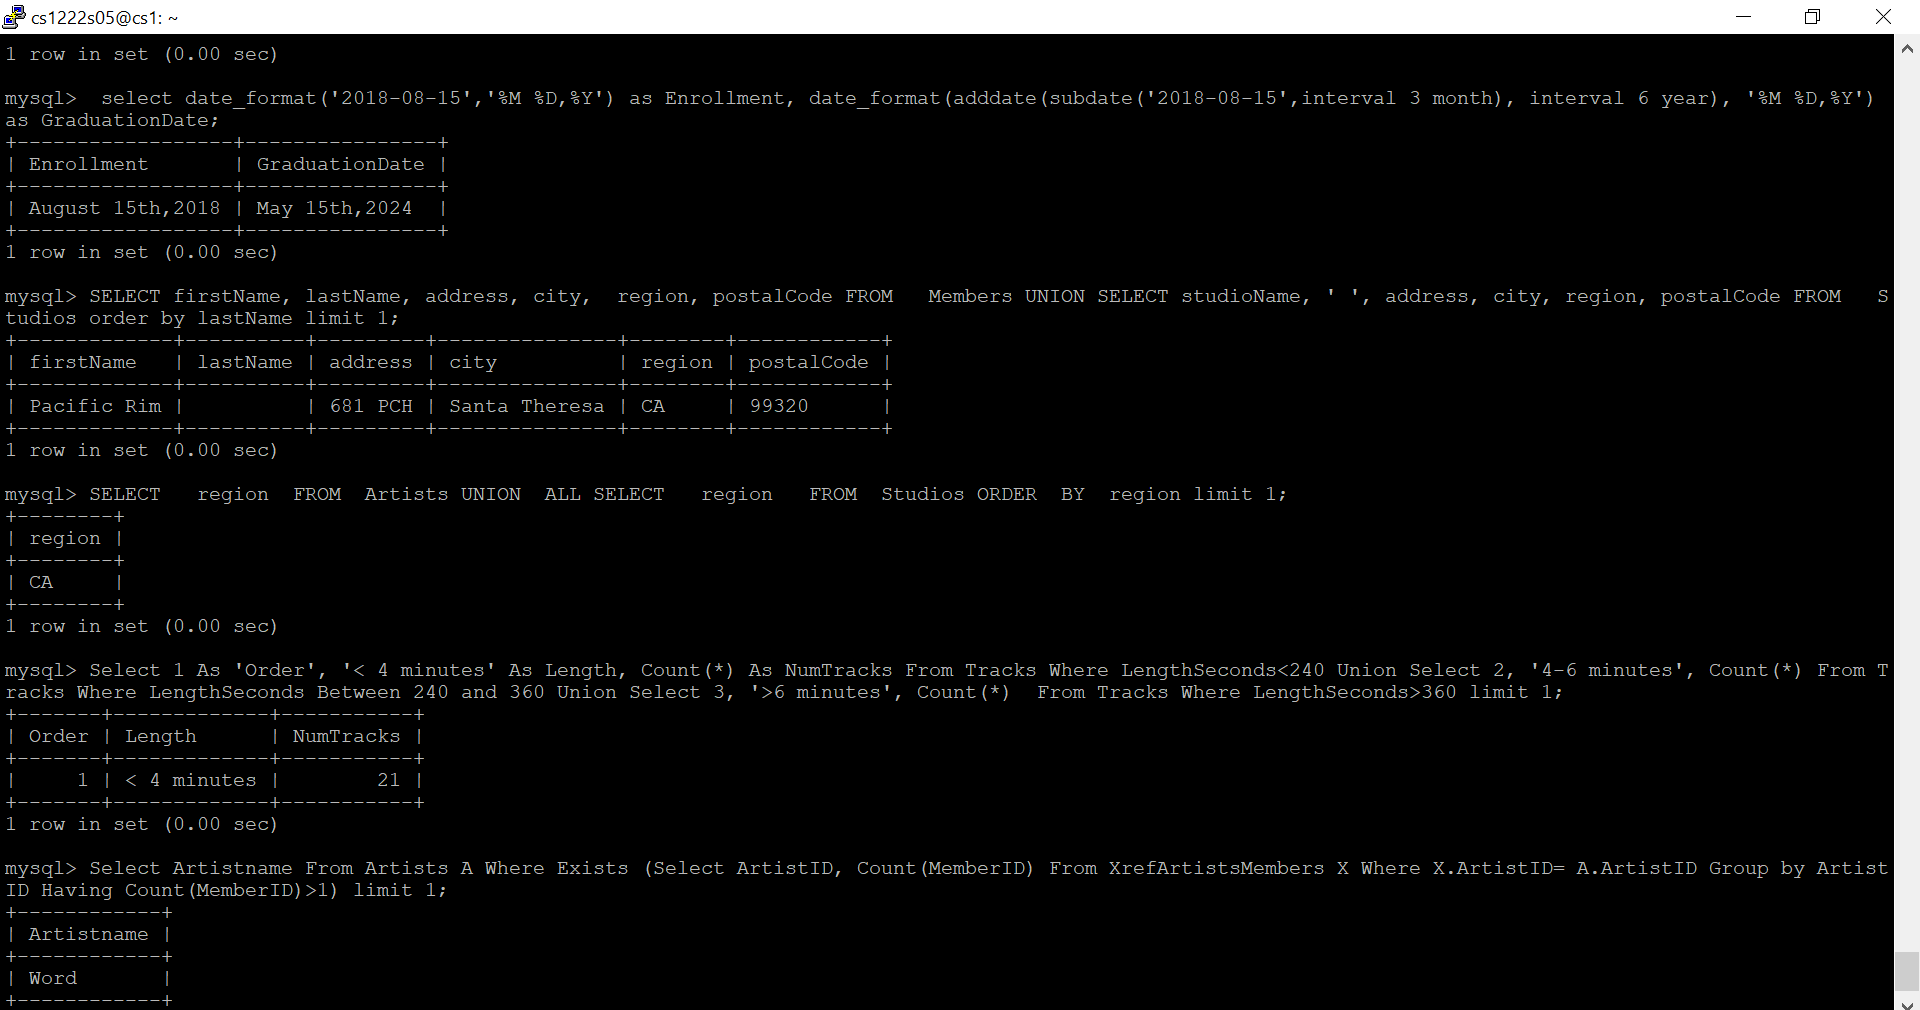 cs1222s05@cs1: ~
1 row in set (0.00 sec)
mysql>  select date_format('2018-08-15','%M %D,%Y') as Enrollment, date_format(adddate(subdate('2018-08-15',interval 3 month), interval 6 year), '%M %D,%Y')
as GraduationDate;
+------------------+----------------+
| Enrollment       | GraduationDate |
+------------------+----------------+
| August 15th,2018 | May 15th,2024  |
+------------------+----------------+
1 row in set (0.00 sec)
mysql> SELECT firstName, lastName, address, city,  region, postalCode FROM   Members UNION SELECT studioName, ' ', address, city, region, postalCode FROM   S
tudios order by lastName limit 1;
+-------------+----------+---------+---------------+--------+------------+
| firstName   | lastName | address | city          | region | postalCode |
+-------------+----------+---------+---------------+--------+------------+
| Pacific Rim |          | 681 PCH | Santa Theresa | CA     | 99320      |
+-------------+----------+---------+---------------+--------+------------+
1 row in set (0.00 sec)
mysql> SELECT   region  FROM  Artists UNION  ALL SELECT   region   FROM  Studios ORDER  BY  region limit 1;
+--------+
| region |
+--------+
| CA     |
+--------+
1 row in set (0.00 sec)
mysql> Select 1 As 'Order', '< 4 minutes' As Length, Count(*) As NumTracks From Tracks Where LengthSeconds<240 Union Select 2, '4-6 minutes', Count(*) From T
racks Where LengthSeconds Between 240 and 360 Union Select 3, '>6 minutes', Count(*)  From Tracks Where LengthSeconds>360 limit 1;
+-------+-------------+-----------+
| Order | Length      | NumTracks |
+-------+-------------+-----------+
|     1 | < 4 minutes |        21 |
+-------+-------------+-----------+
1 row in set (0.00 sec)
mysql> Select Artistname From Artists A Where Exists (Select ArtistID, Count(MemberID) From XrefArtistsMembers X Where X.ArtistID= A.ArtistID Group by Artist
ID Having Count(MemberID)>1) limit 1;
+------------+
| Artistname |
+------------+
| Word       |
+------------+